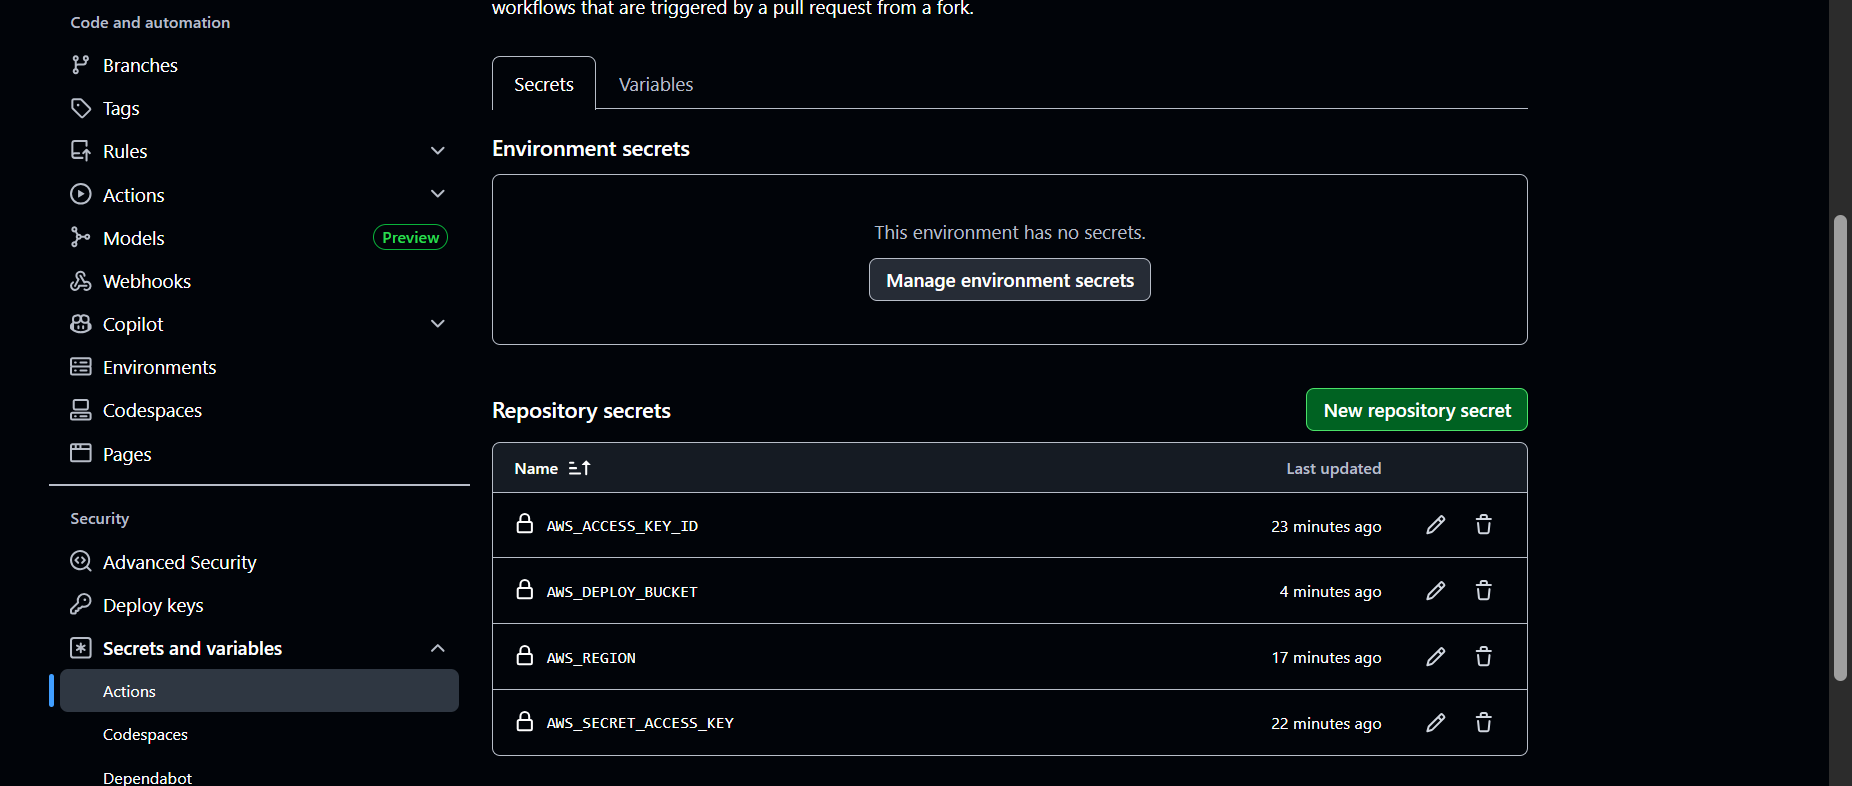 workflows that are triggered by a pull request from a fork.
Code and automation
Branches
Tags
Rules
Actions
Models Preview
Webhooks
Copilot
Environments
Codespaces
Pages
Security
Advanced Security
Deploy keys
Secrets and variables
Actions
Codespaces
Dependabot
Secrets Variables
Environment secrets
This environment has no secrets.
Manage environment secrets
Repository secrets New repository secret
Name Last updated
AWS_ACCESS_KEY_ID 23 minutes ago
AWS_DEPLOY_BUCKET 4 minutes ago
AWS_REGION 17 minutes ago
AWS_SECRET_ACCESS_KEY 22 minutes ago